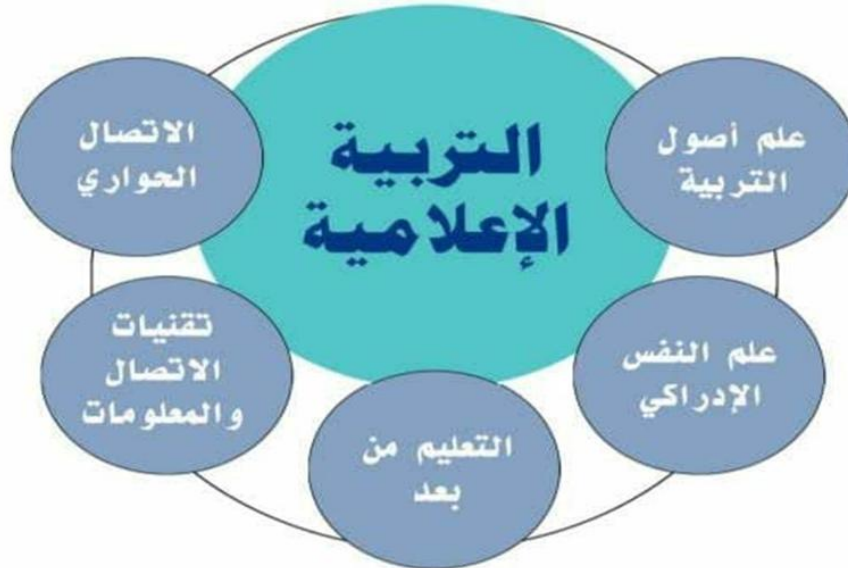 التربية
الإعلامية
علم أصول
التربية
علم النفس
الإدراكي
التعليم من
بعد
تقنيات
الاتصال
والمعلومات
الاتصال
الحواري